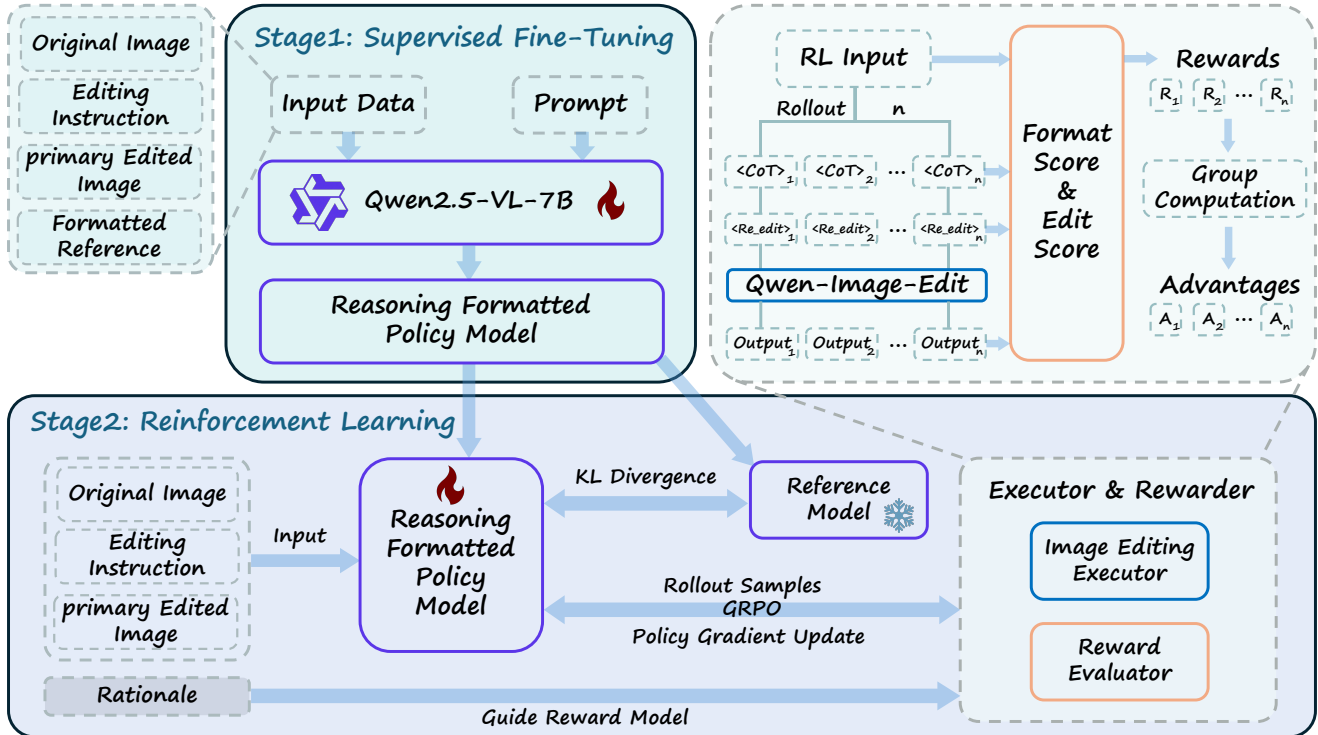 Original Image
Editing
Instruction
primary Edited
Image
Formatted
Reference
Stage1: Supervised Fine-Tuning
Input Data
Prompt
Qwen2.5-VL-7B
Reasoning Formatted
Policy Model
RL Input
Rollout n
<CoT>1 <CoT>2 ... <CoT>n
<Re_edit>1 <Re_edit>2 ... <Re_edit>n
Qwen-Image-Edit
Output1 Output2 ... Outputn
Format
Score
&
Edit
Score
Rewards
R1 R2 ... Rn
Group
Computation
Advantages
A1 A2 ... An
Stage2: Reinforcement Learning
Original Image
Editing
Instruction
primary Edited
Image
Rationale
Input
Reasoning
Formatted
Policy
Model
KL Divergence
Reference
Model
Rollout Samples
GRPO
Policy Gradient Update
Guide Reward Model
Executor & Rewarder
Image Editing
Executor
Reward
Evaluator